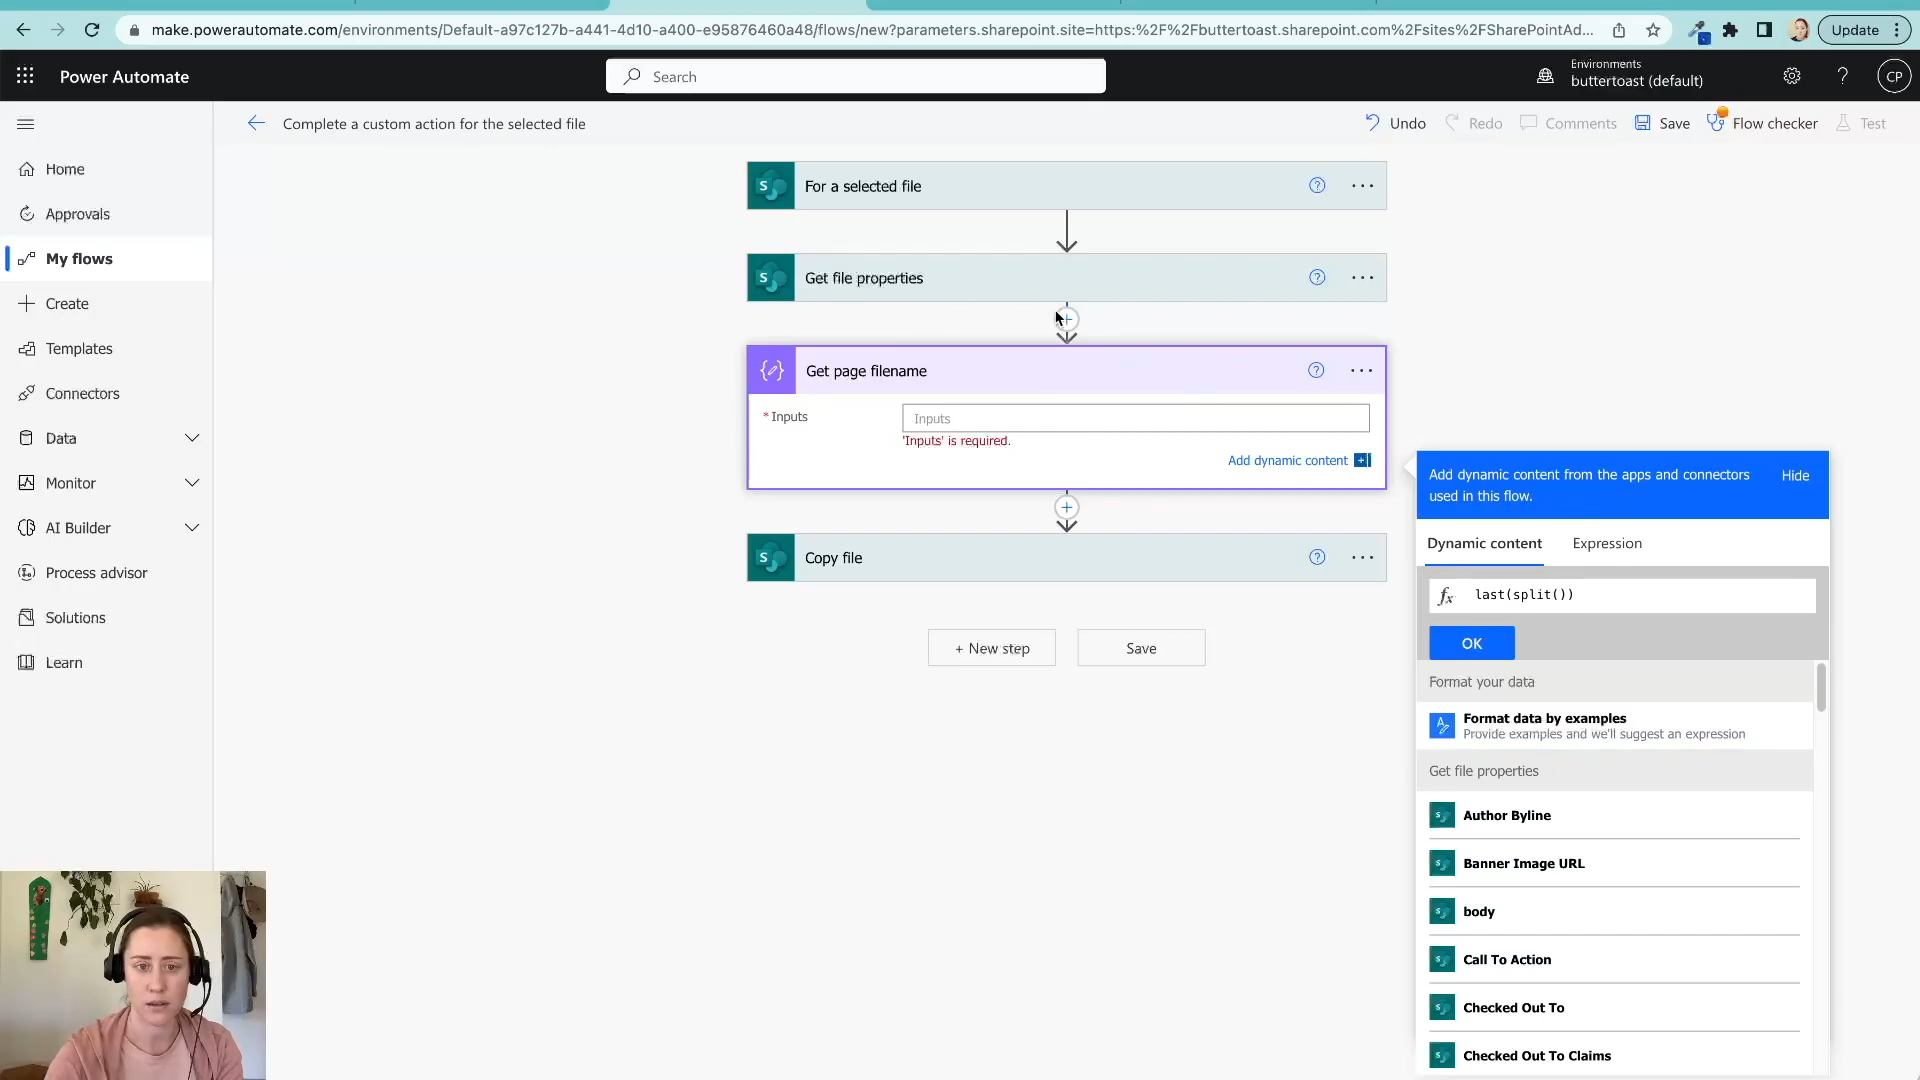 make.powerautomate.com/environments/Default-a97c127b-a441-4d10-a400-e95876460a48/flows/new?parameters.sharepoint.site=https:%2F%2Fbuttertoast.sharepoint.com%2Fsites%2FSharePointAd...
Update
Power Automate
Search
Environments
buttertoast (default)
?
CP
Complete a custom action for the selected file
Undo
Redo
Comments
Save
Flow checker
Test
Home
Approvals
My flows
Create
Templates
Connectors
Data
Monitor
AI Builder
Process advisor
Solutions
Learn
S
For a selected file
?
S
Get file properties
?
Get page filename
?
* Inputs
Inputs
'Inputs' is required.
Add dynamic content
S
Copy file
?
+ New step
Save
Add dynamic content from the apps and connectors
used in this flow.
Hide
Dynamic content
Expression
fx
last(split())
OK
Format your data
Format data by examples
Provide examples and we'll suggest an expression
Get file properties
Author Byline
Banner Image URL
body
Call To Action
Checked Out To
Checked Out To Claims